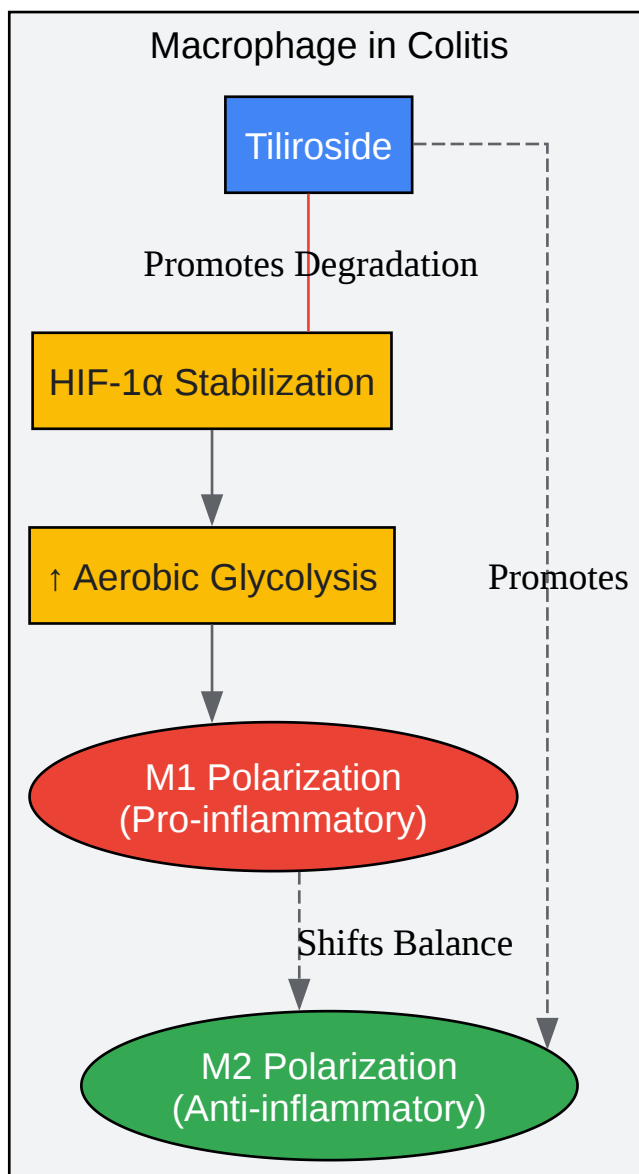 Macrophage in Colitis
Tiliroside
Promotes Degradation
HIF-1α Stabilization
↑ Aerobic Glycolysis
Promotes
M1 Polarization
(Pro-inflammatory)
Shifts Balance
M2 Polarization
(Anti-inflammatory)